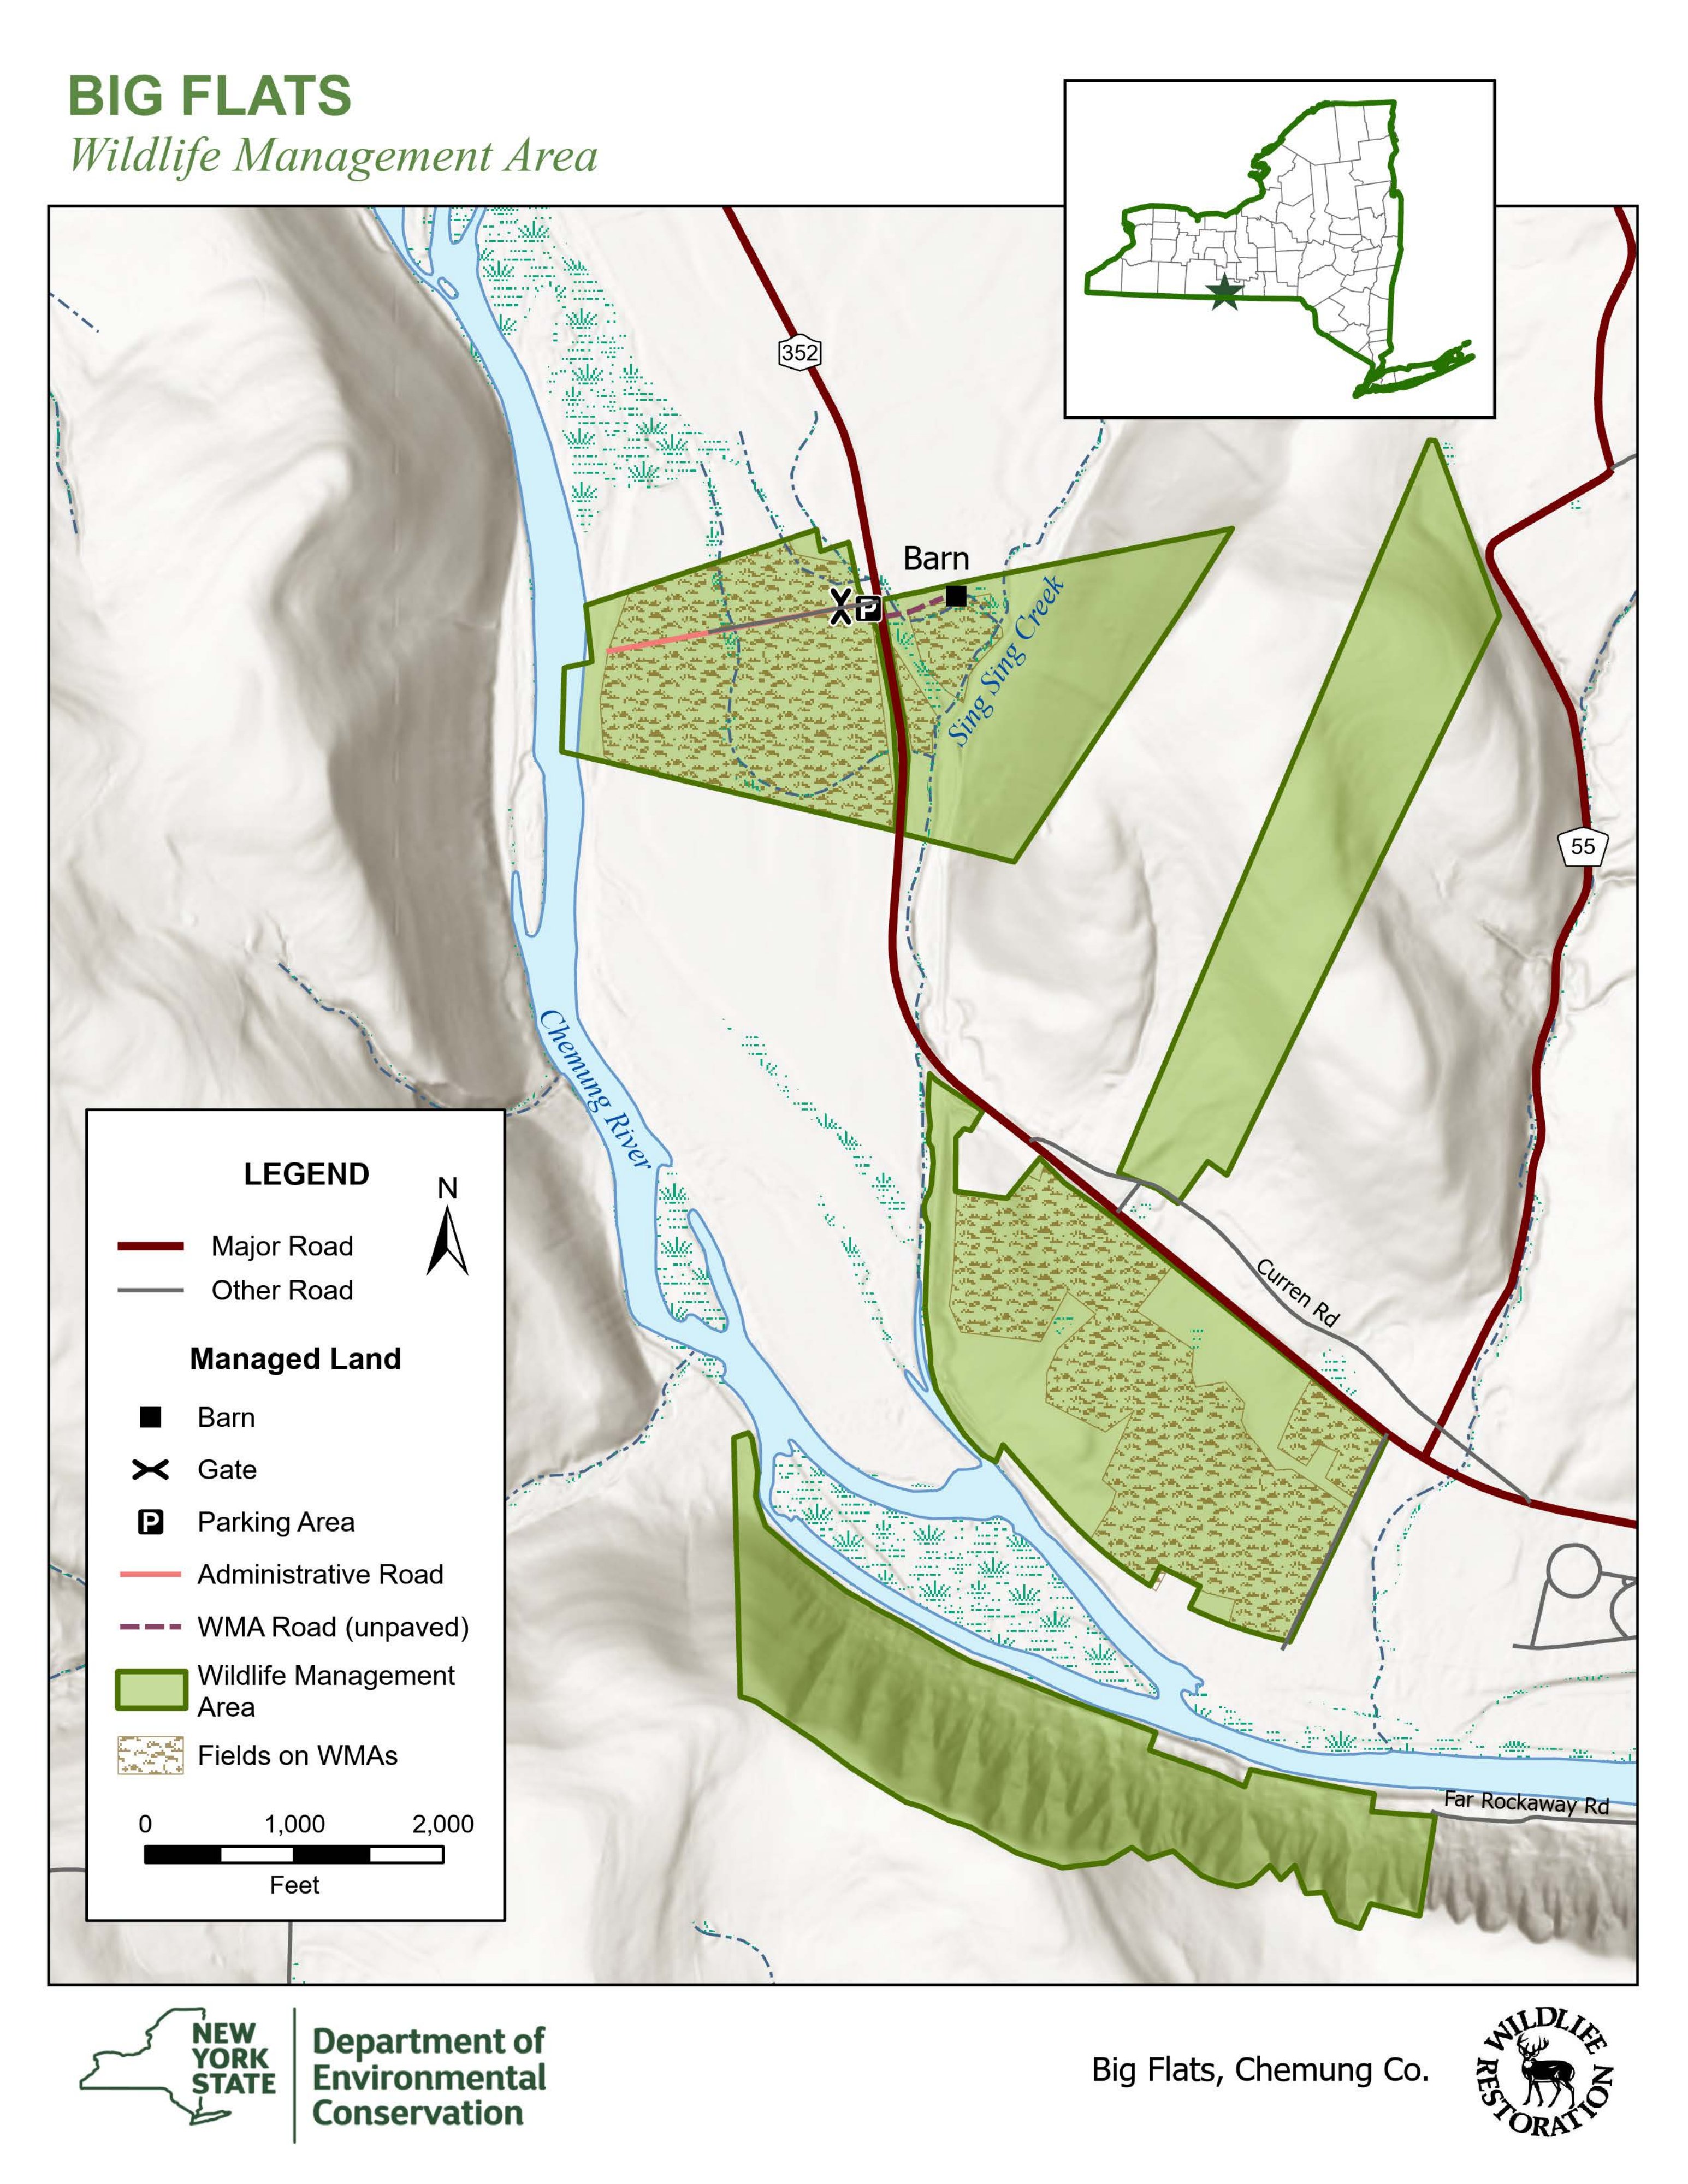 BIG FLATS
Wildlife Management Area
352
Barn
Sing Sing Creek
55
Chemung River
Curren Rd
Far Rockaway Rd
LEGEND
N
Major Road
Other Road
Managed Land
Barn
Gate
P
Parking Area
Administrative Road
WMA Road (unpaved)
Wildlife Management
Area
Fields on WMAs
0 1,000 2,000
Feet
P
NEW
YORK
STATE
Department of
Environmental
Conservation
Big Flats, Chemung Co.
WILDLIFE
RESTORATION